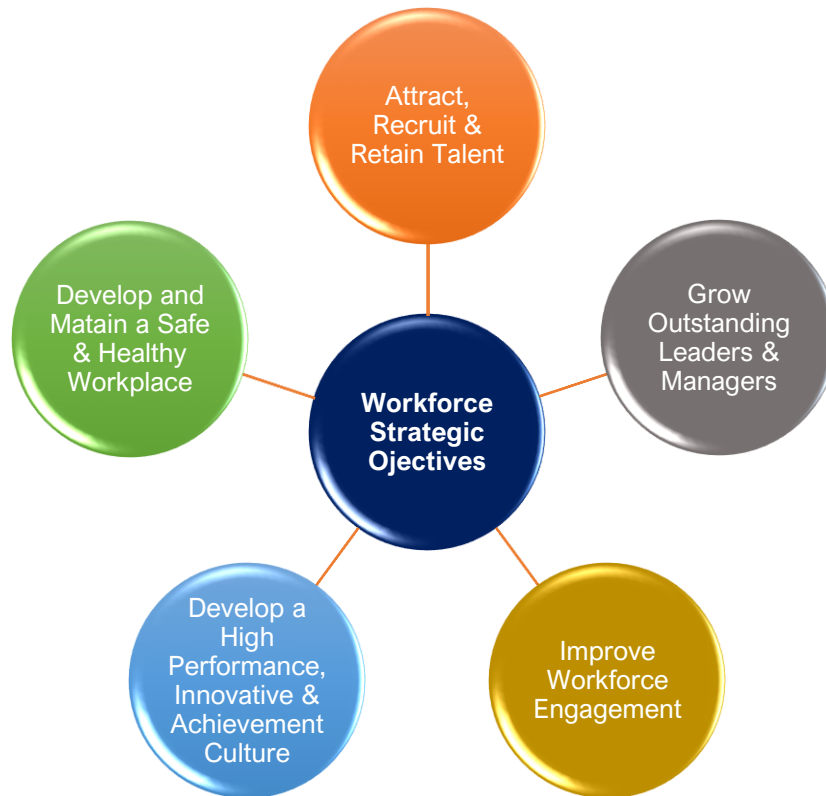 Attract,
Recruit &
Retain Talent
Grow
Outstanding
Leaders &
Managers
Improve
Workforce
Engagement
Develop a
High
Performance,
Innovative &
Achievement
Culture
Develop and
Matain a Safe
& Healthy
Workplace
Workforce
Strategic
Ojectives